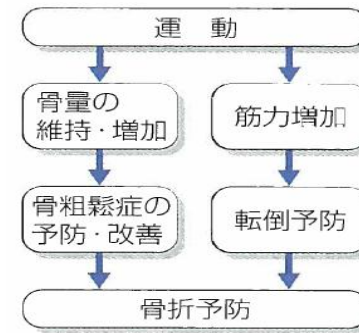 運 動
骨量の
維持・増加
筋力増加
骨粗鬆症の
予防・改善
転倒予防
骨折予防